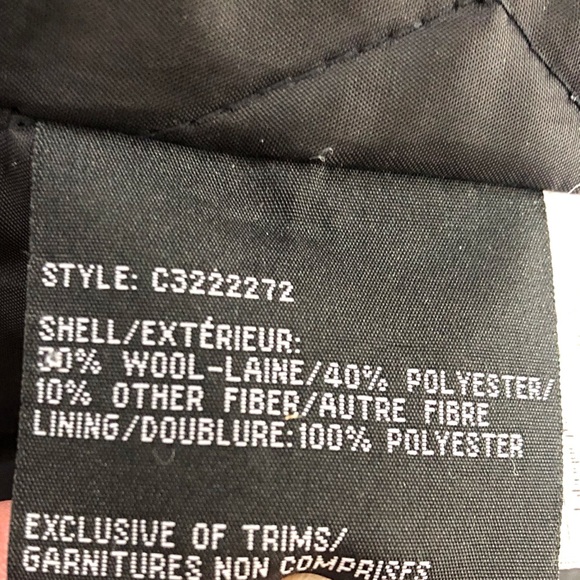 STYLE: C3222272
SHELL/EXTÉRIEUR:
30% WOOL-LAINE/40% POLYESTER/
10% OTHER FIBER/AUTRE FIBRE
LINING/DOUBLURE:100% POLYESTER
EXCLUSIVE OF TRIMS/
GARNITURES NON COMPRISES